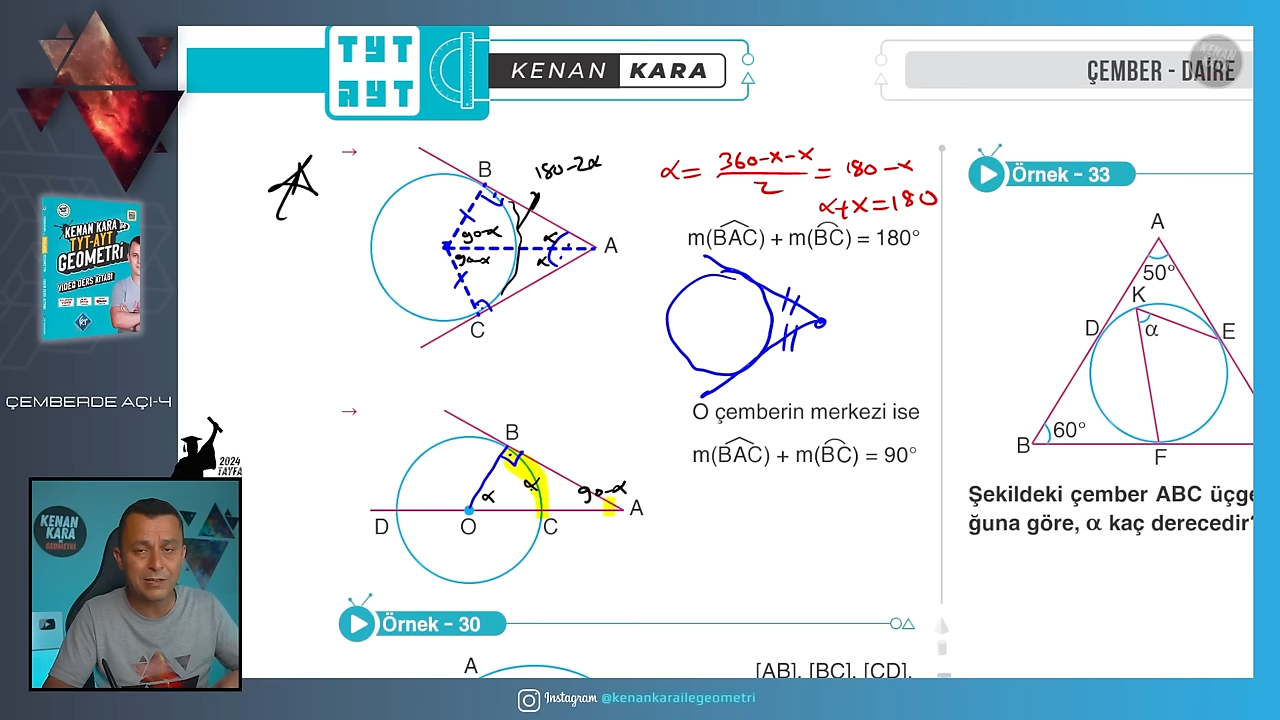 TYT
AYT
KENAN KARA
ÇEMBER - DAİRE
KENAN KARA
TYT-AYT
GEOMETRİ
VİDEO DERS KİTABI
ÇEMBERDE AÇI-4
2024
TAYFA
KENAN
KARA
GEOMETRİ
→
B
180-2α
90-α
90-α
α
α
A
C
α = 360-x-x / 2 = 180-x
α+x=180
m(BAC) + m(BC) = 180°
→
B
α
α
90-α
A
D
O
C
O çemberin merkezi ise
m(BAC) + m(BC) = 90°
Örnek - 30
A
[AB], [BC], [CD],
Örnek - 33
A
50°
K
D
α
E
60°
B
F
Şekildeki çember ABC üçge
ğuna göre, α kaç derecedir?
Instagram @kenankarailegeometri